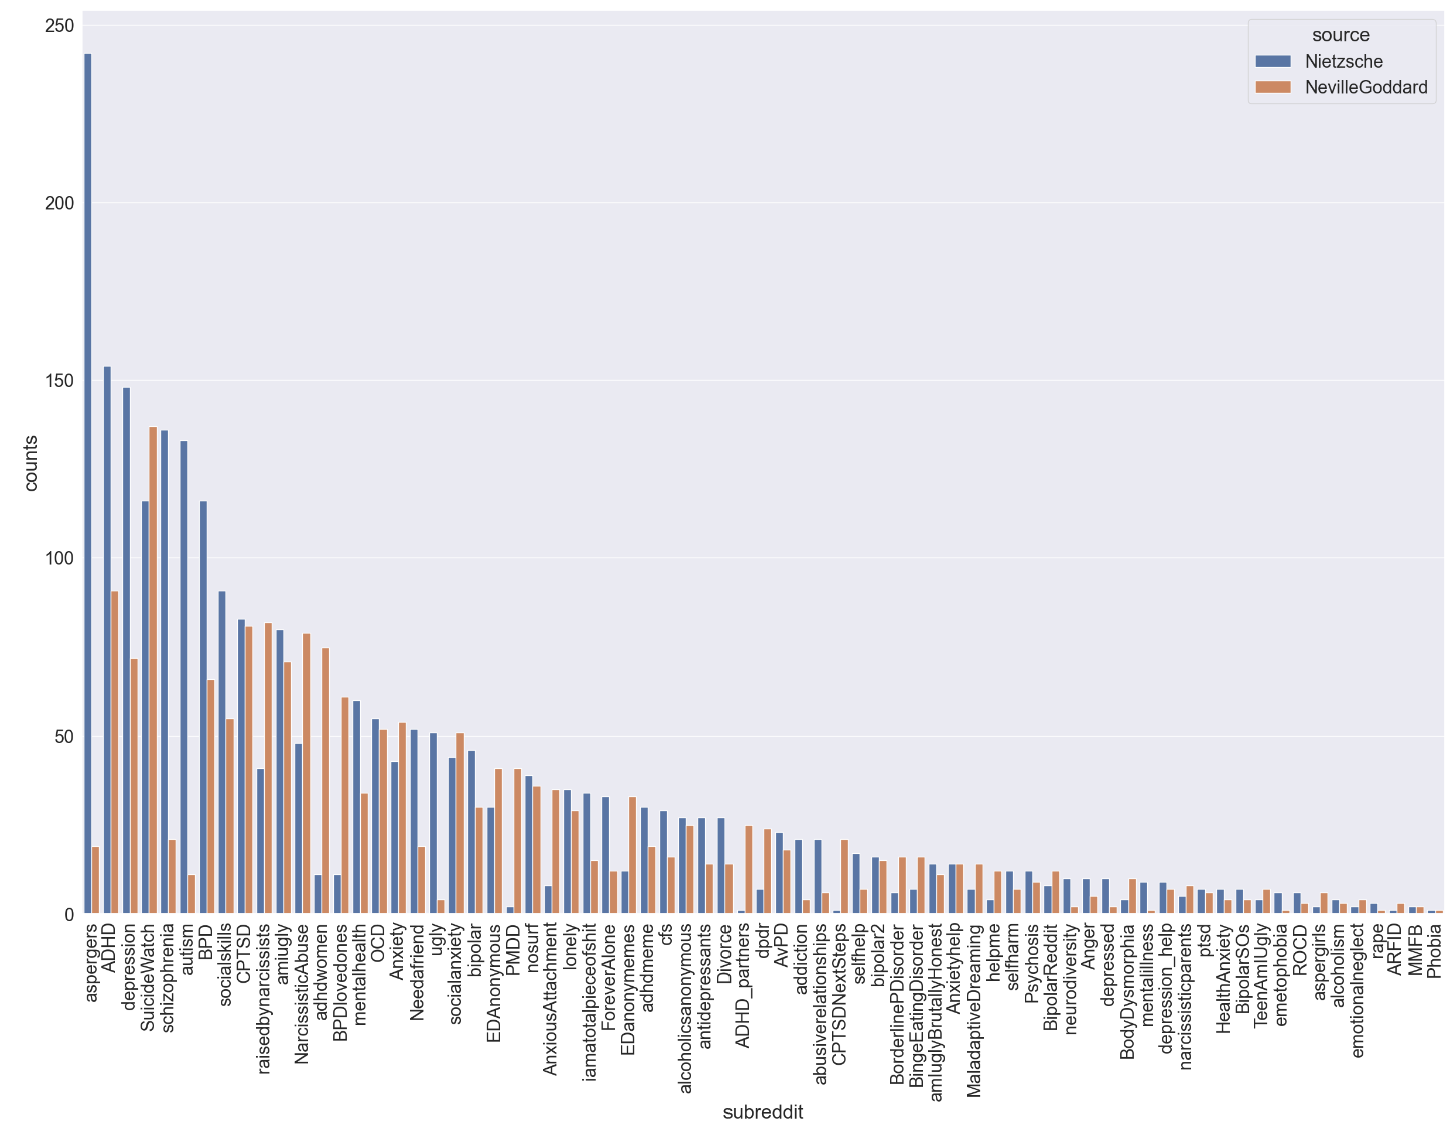 source
Nietzsche
NevilleGoddard
counts
250
200
150
100
50
0
aspergers
ADHD
depression
SuicideWatch
schizophrenia
autism
BPD
socialskills
CPTSD
raisedbynarcissists
amiugly
NarcissisticAbuse
adhdwomen
BPDlovedones
mentalhealth
OCD
Anxiety
Needafriend
ugly
socialanxiety
bipolar
EDAnonymous
PMDD
nosurf
AnxiousAttachment
lonely
iamatotalpieceofshit
ForeverAlone
EDanonymemes
adhdmeme
cfs
alcoholicsanonymous
antidepressants
Divorce
ADHD_partners
dpdr
AvPD
addiction
abusiverelationships
CPTSDNextSteps
selfhelp
bipolar2
BorderlinePDisorder
BingeEatingDisorder
amIuglyBrutallyHonest
Anxietyhelp
MaladaptiveDreaming
helpme
selfharm
Psychosis
BipolarReddit
neurodiversity
Anger
depressed
BodyDysmorphia
mentalillness
depression_help
narcissisticparents
ptsd
HealthAnxiety
BipolarSOs
TeenAmIUgly
emetophobia
ROCD
aspergirls
alcoholism
emotionalneglect
rape
ARFID
MMFB
Phobia
subreddit